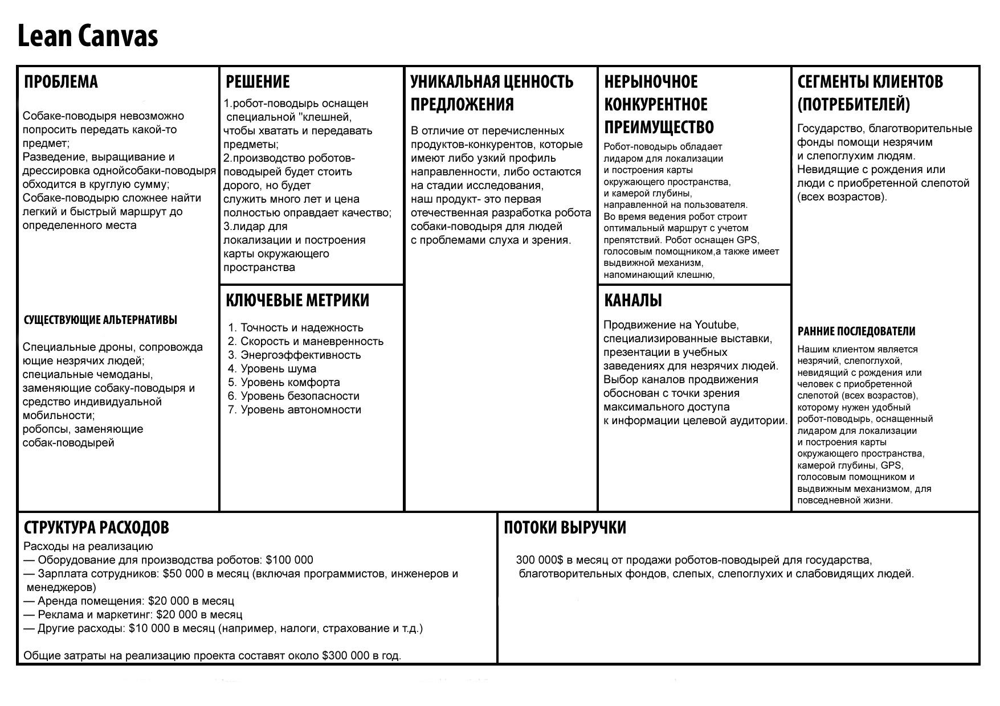 Lean Canvas
ПРОБЛЕМА
Собаке-поводыря невозможно
попросить передать какой-то
предмет;
Разведение, выращивание и
дрессировка однойсобаки-поводыря
обходится в круглую сумму;
Собаке-поводырю сложнее найти
легкий и быстрый маршрут до
определенного места
СУЩЕСТВУЮЩИЕ АЛЬТЕРНАТИВЫ
Специальные дроны, сопровожда
ющие незрячих людей;
специальные чемоданы,
заменяющие собаку-поводыря и
средство индивидуальной
мобильности;
робопсы, заменяющие
собак-поводырей
РЕШЕНИЕ
1.робот-поводырь оснащен
специальной "клешней,
чтобы хватать и передавать
предметы;
2.производство роботов-
поводырей будет стоить
дорого, но будет
служить много лет и цена
полностью оправдает качество;
3.лидар для
локализации и построения
карты окружающего
пространства
КЛЮЧЕВЫЕ МЕТРИКИ
1. Точность и надежность
2. Скорость и маневренность
3. Энергоэффективность
4. Уровень шума
5. Уровень комфорта
6. Уровень безопасности
7. Уровень автономности
УНИКАЛЬНАЯ ЦЕННОСТЬ
ПРЕДЛОЖЕНИЯ
В отличие от перечисленных
продуктов-конкурентов, которые
имеют либо узкий профиль
направленности, либо остаются
на стадии исследования,
наш продукт- это первая
отечественная разработка робота
собаки-поводыря для людей
с проблемами слуха и зрения.
НЕРЫНОЧНОЕ
КОНКУРЕНТНОЕ
ПРЕИМУЩЕСТВО
Робот-поводырь обладает
лидаром для локализации
и построения карты
окружающего пространства,
и камерой глубины,
направленной на пользователя.
Во время ведения робот строит
оптимальный маршрут с учетом
препятствий. Робот оснащен GPS,
голосовым помощником,а также имеет
выдвижной механизм,
напоминающий клешню,
КАНАЛЫ
Продвижение на Youtube,
специализированные выставки,
презентации в учебных
заведениях для незрячих людей.
Выбор каналов продвижения
обоснован с точки зрения
максимального доступа
к информации целевой аудитории.
СЕГМЕНТЫ КЛИЕНТОВ
(ПОТРЕБИТЕЛЕЙ)
Государство, благотворительные
фонды помощи незрячим
и слепоглухим людям.
Невидящие с рождения или
люди с приобретенной слепотой
(всех возрастов).
РАННИЕ ПОСЛЕДОВАТЕЛИ
Нашим клиентом является
незрячий, слепоглухой,
невидящий с рождения или
человек с приобретенной
слепотой (всех возрастов),
которому нужен удобный
робот-поводырь, оснащенный
лидаром для локализации
и построения карты
окружающего пространства,
камерой глубины, GPS,
голосовым помощником и
выдвижным механизмом, для
повседневной жизни.
СТРУКТУРА РАСХОДОВ
Расходы на реализацию
— Оборудование для производства роботов: $100 000
— Зарплата сотрудников: $50 000 в месяц (включая программистов, инженеров и
менеджеров)
— Аренда помещения: $20 000 в месяц
— Реклама и маркетинг: $20 000 в месяц
— Другие расходы: $10 000 в месяц (например, налоги, страхование и т.д.)
Общие затраты на реализацию проекта составят около $300 000 в год.
ПОТОКИ ВЫРУЧКИ
300 000$ в месяц от продажи роботов-поводырей для государства,
благотворительных фондов, слепых, слепоглухих и слабовидящих людей.